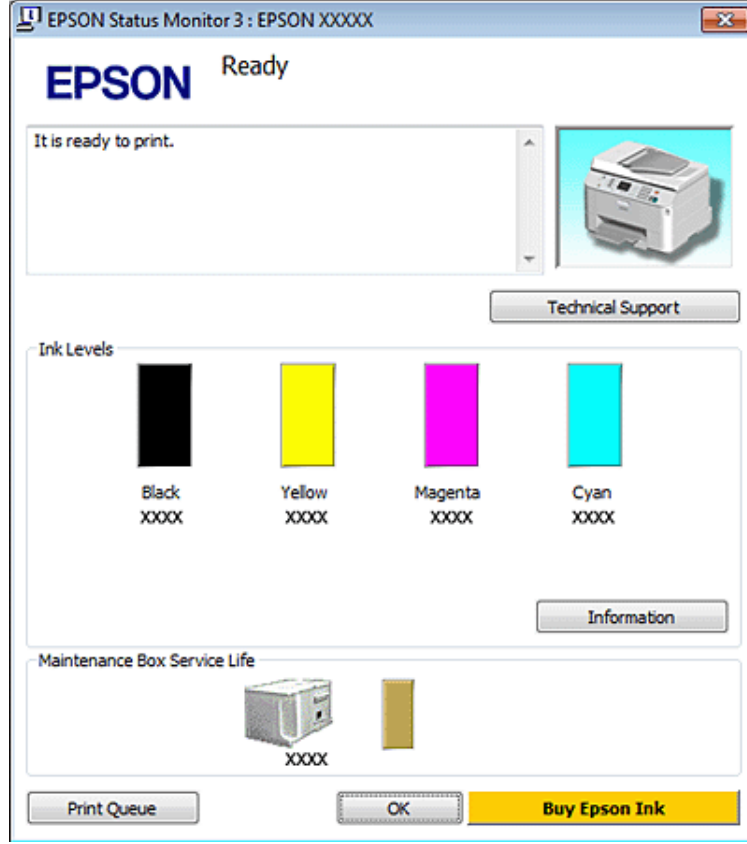 EPSON Status Monitor 3 : EPSON XXXXX
EPSON
Ready
It is ready to print.
Technical Support
Ink Levels
Black Yellow Magenta Cyan
XXXX XXXX XXXX XXXX
Information
Maintenance Box Service Life
XXXX
Print Queue OK Buy Epson Ink